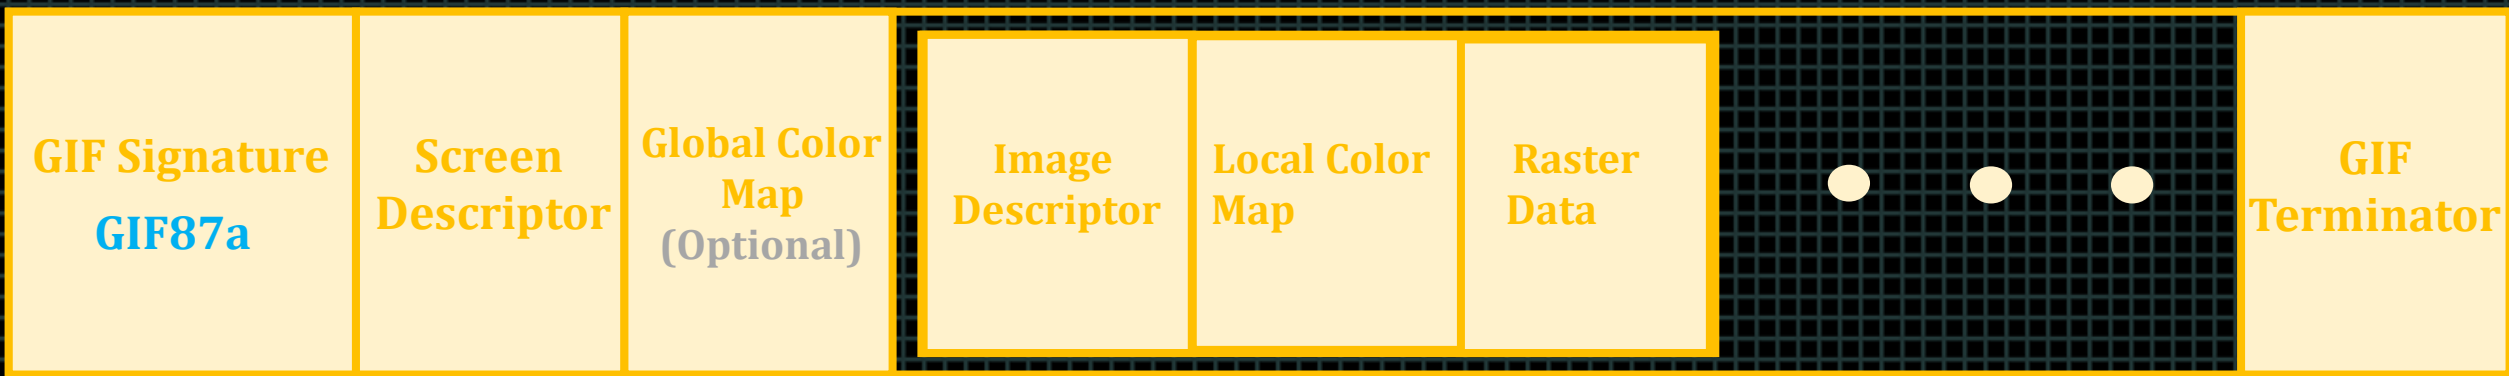 GIF Signature
GIF87a
Screen
Descriptor
Global Color
Map
(Optional)
Image
Descriptor
Local Color
Map
Raster
Data
GIF
Terminator